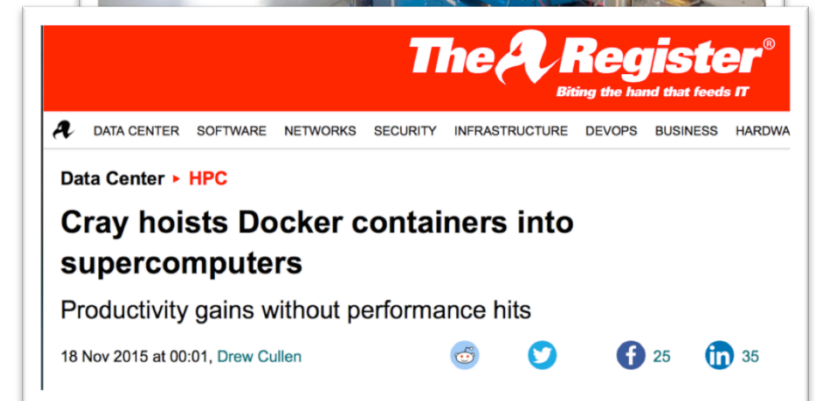 The Register®
Biting the hand that feeds IT
DATA CENTER SOFTWARE NETWORKS SECURITY INFRASTRUCTURE DEVOPS BUSINESS HARDWA
Data Center ▸ HPC
Cray hoists Docker containers into
supercomputers
Productivity gains without performance hits
18 Nov 2015 at 00:01, Drew Cullen f 25 in 35